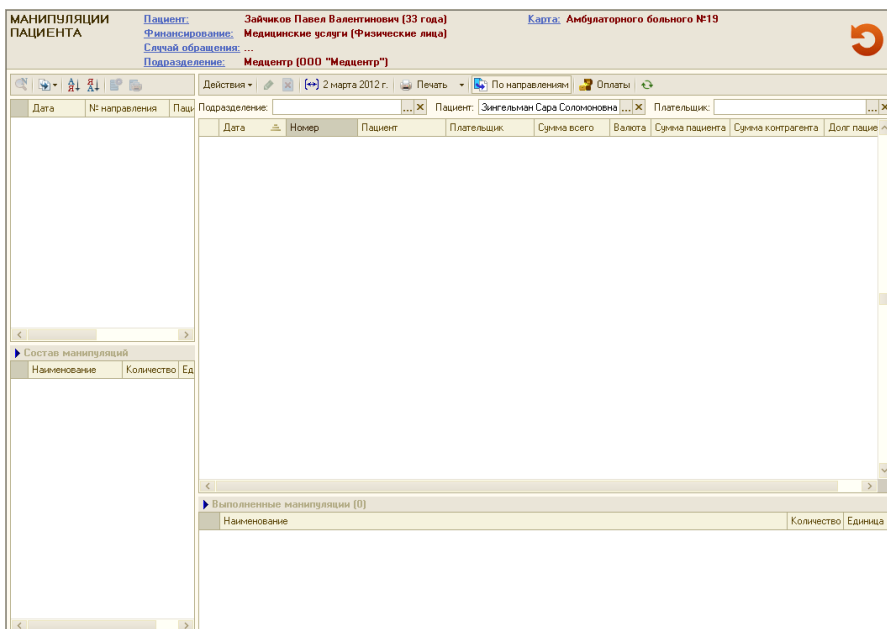 МАНИПУЛЯЦИИ ПАЦИЕНТА
Пациент: Зайчиков Павел Валентинович (33 года)
Карта: Амбулаторного больного №19
Финансирование: Медицинские услуги (Физические лица)
Случай обращения: ...
Подразделение: Медцентр (ООО "Медцентр")
Действия 2 марта 2012 г. Печать По направлениям Оплаты
Дата № направления Паци
Подразделение: ... Пациент: Зингельман Сара Соломоновна ... Плательщик: ...
Дата Номер Пациент Плательщик Сумма всего Валюта Сумма пациента Сумма контрагента Долг пацие
Состав манипуляций
Наименование Количество Ед
Выполненные манипуляции (0)
Наименование Количество Единица